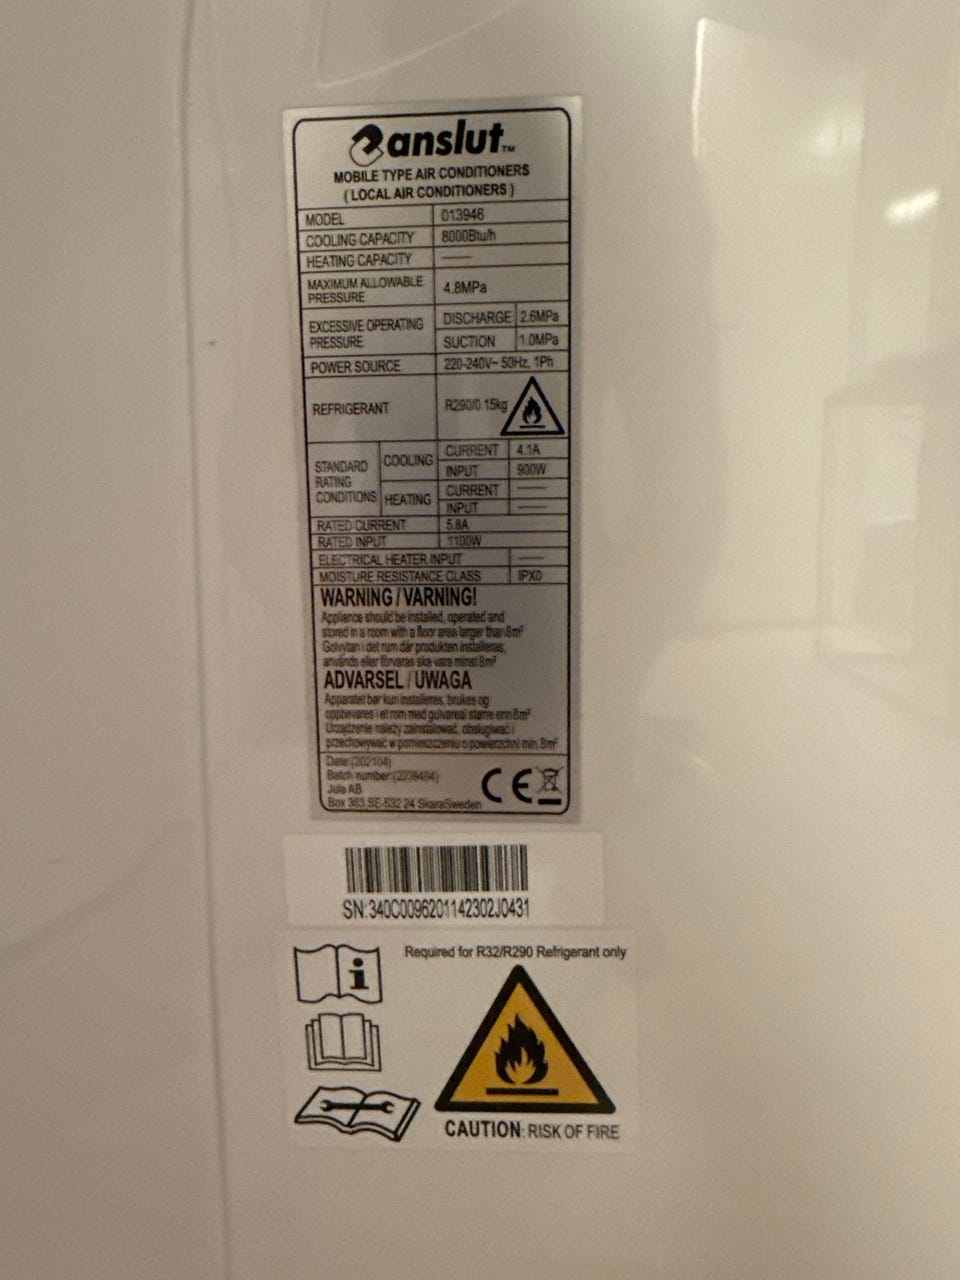 anslut™
MOBILE TYPE AIR CONDITIONERS
( LOCAL AIR CONDITIONERS )
MODEL 013946
COOLING CAPACITY 8000Btu/h
HEATING CAPACITY —
MAXIMUM ALLOWABLE PRESSURE 4.8MPa
EXCESSIVE OPERATING PRESSURE DISCHARGE 2.6MPa
SUCTION 1.0MPa
POWER SOURCE 220-240V~ 50Hz, 1Ph
REFRIGERANT R290/0.15kg
STANDARD RATING CONDITIONS COOLING CURRENT 4.1A
INPUT 900W
HEATING CURRENT —
INPUT —
RATED CURRENT 5.8A
RATED INPUT 1100W
ELECTRICAL HEATER INPUT —
MOISTURE RESISTANCE CLASS IPX0
WARNING / VARNING!
Appliance should be installed, operated and
stored in a room with a floor area larger than 8m²
Golvytan i det rum där produkten installeras,
används eller förvaras ska vara minst 8m²
ADVARSEL / UWAGA
Apparatet bør kun installeres, brukes og
oppbevares i et rom med gulvareal større enn 8m²
Urządzenie należy zainstalować, obsługiwać i
przechowywać w pomieszczeniu o powierzchni min. 8m²
Date:(202104)
Batch number:(2239404)
Jula AB
Box 363 SE-532 24 SkaraSweden
CE
SN:340C0096201142302J0431
Required for R32/R290 Refrigerant only
CAUTION: RISK OF FIRE